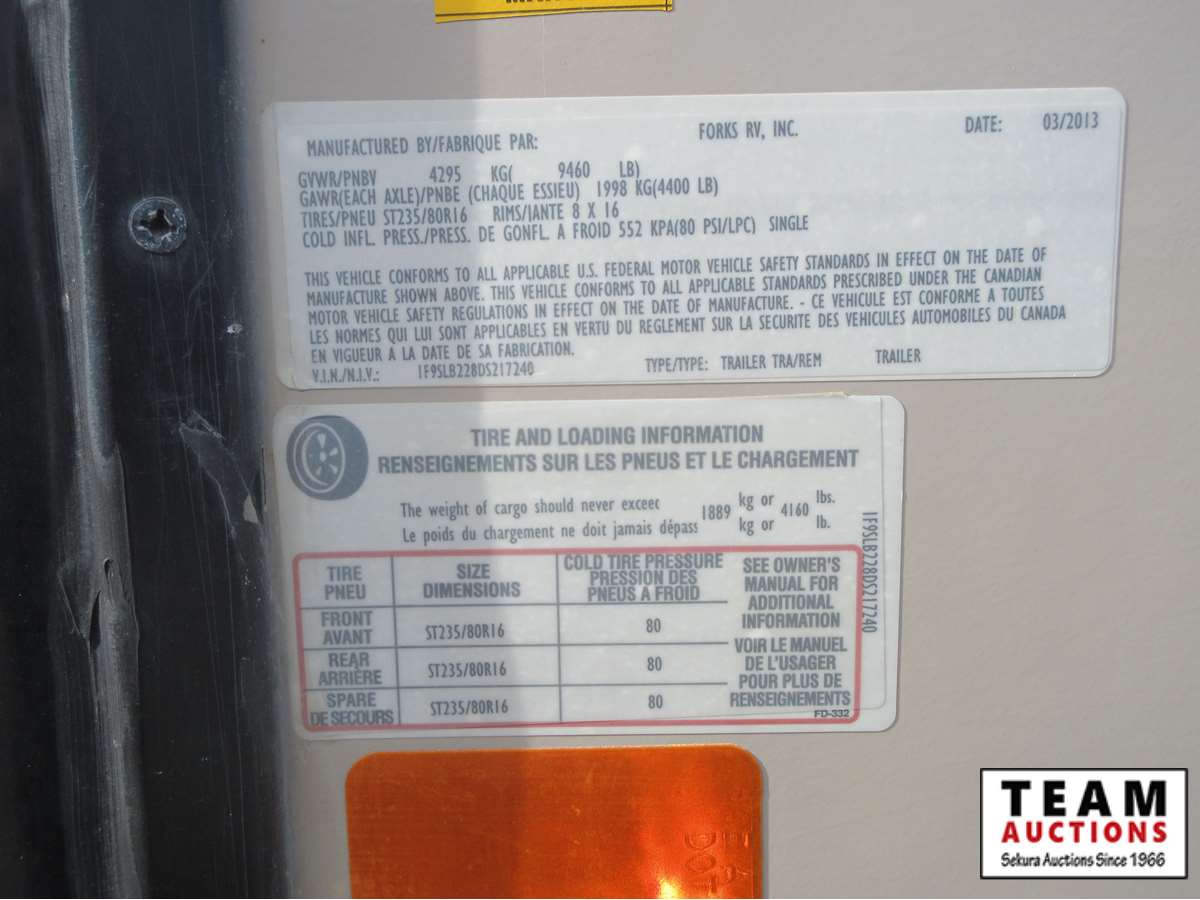 MANUFACTURED BY/FABRIQUE PAR: FORKS RV, INC. DATE: 03/2013
GVWR/PNBV 4295 KG( 9460 LB)
GAWR(EACH AXLE)/PNBE (CHAQUE ESSIEU) 1998 KG(4400 LB)
TIRES/PNEU ST235/80R16 RIMS/JANTE 8 X 16
COLD INFL. PRESS./PRESS. DE GONFL. A FROID 552 KPA(80 PSI/LPC) SINGLE
THIS VEHICLE CONFORMS TO ALL APPLICABLE U.S. FEDERAL MOTOR VEHICLE SAFETY STANDARDS IN EFFECT ON THE DATE OF
MANUFACTURE SHOWN ABOVE. THIS VEHICLE CONFORMS TO ALL APPLICABLE STANDARDS PRESCRIBED UNDER THE CANADIAN
MOTOR VEHICLE SAFETY REGULATIONS IN EFFECT ON THE DATE OF MANUFACTURE. - CE VEHICULE EST CONFORME A TOUTES
LES NORMES QUI LUI SONT APPLICABLES EN VERTU DU REGLEMENT SUR LA SECURITE DES VEHICULES AUTOMOBILES DU CANADA
EN VIGUEUR A LA DATE DE SA FABRICATION.
V.I.N./N.I.V.: 1F9SLB228DS217240 TYPE/TYPE: TRAILER TRA/REM TRAILER
TIRE AND LOADING INFORMATION
RENSEIGNEMENTS SUR LES PNEUS ET LE CHARGEMENT
The weight of cargo should never exceec 1889 kg or 4160 lbs.
Le poids du chargement ne doit jamais dépass kg or lb.
1F9SLB228DS217240
TIRE PNEU
SIZE DIMENSIONS
COLD TIRE PRESSURE
PRESSION DES
PNEUS A FROID
SEE OWNER'S
MANUAL FOR
ADDITIONAL
INFORMATION
FRONT AVANT ST235/80R16 80
REAR ARRIÈRE ST235/80R16 80
SPARE DE SECOURS ST235/80R16 80
VOIR LE MANUEL
DE L'USAGER
POUR PLUS DE
RENSEIGNEMENTS
FD-332
DOT
TEAM
AUCTIONS
Sekura Auctions Since 1966